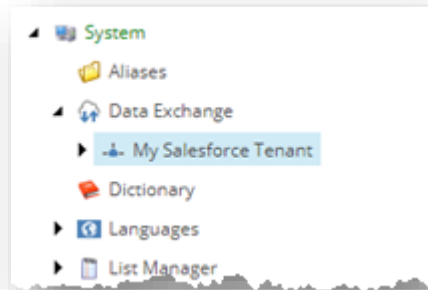 System
Aliases
Data Exchange
My Salesforce Tenant
Dictionary
Languages
List Manager